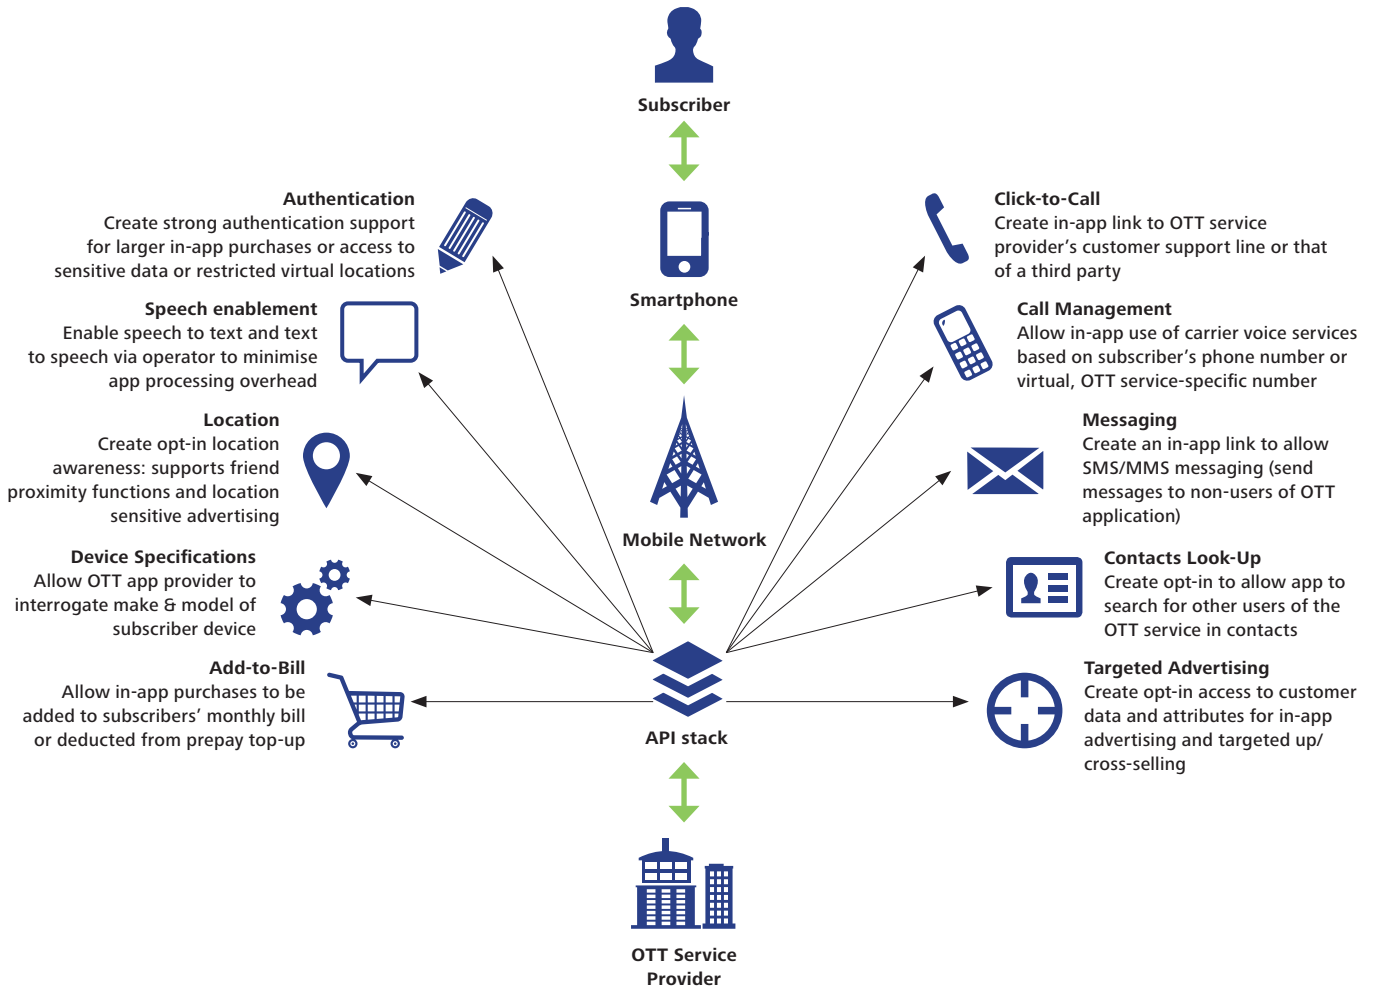 Subscriber
Authentication
Create strong authentication support
for larger in-app purchases or access to
sensitive data or restricted virtual locations
Speech enablement
Enable speech to text and text
to speech via operator to minimise
app processing overhead
Location
Create opt-in location
awareness: supports friend
proximity functions and location
sensitive advertising
Device Specifications
Allow OTT app provider to
interrogate make & model of
subscriber device
Add-to-Bill
Allow in-app purchases to be
added to subscribers’ monthly bill
or deducted from prepay top-up
Smartphone
Mobile Network
API stack
OTT Service
Provider
Click-to-Call
Create in-app link to OTT service
provider’s customer support line or that
of a third party
Call Management
Allow in-app use of carrier voice services
based on subscriber’s phone number or
virtual, OTT service-specific number
Messaging
Create an in-app link to allow
SMS/MMS messaging (send
messages to non-users of OTT
application)
Contacts Look-Up
Create opt-in to allow app to
search for other users of the
OTT service in contacts
Targeted Advertising
Create opt-in access to customer
data and attributes for in-app
advertising and targeted up/
cross-selling